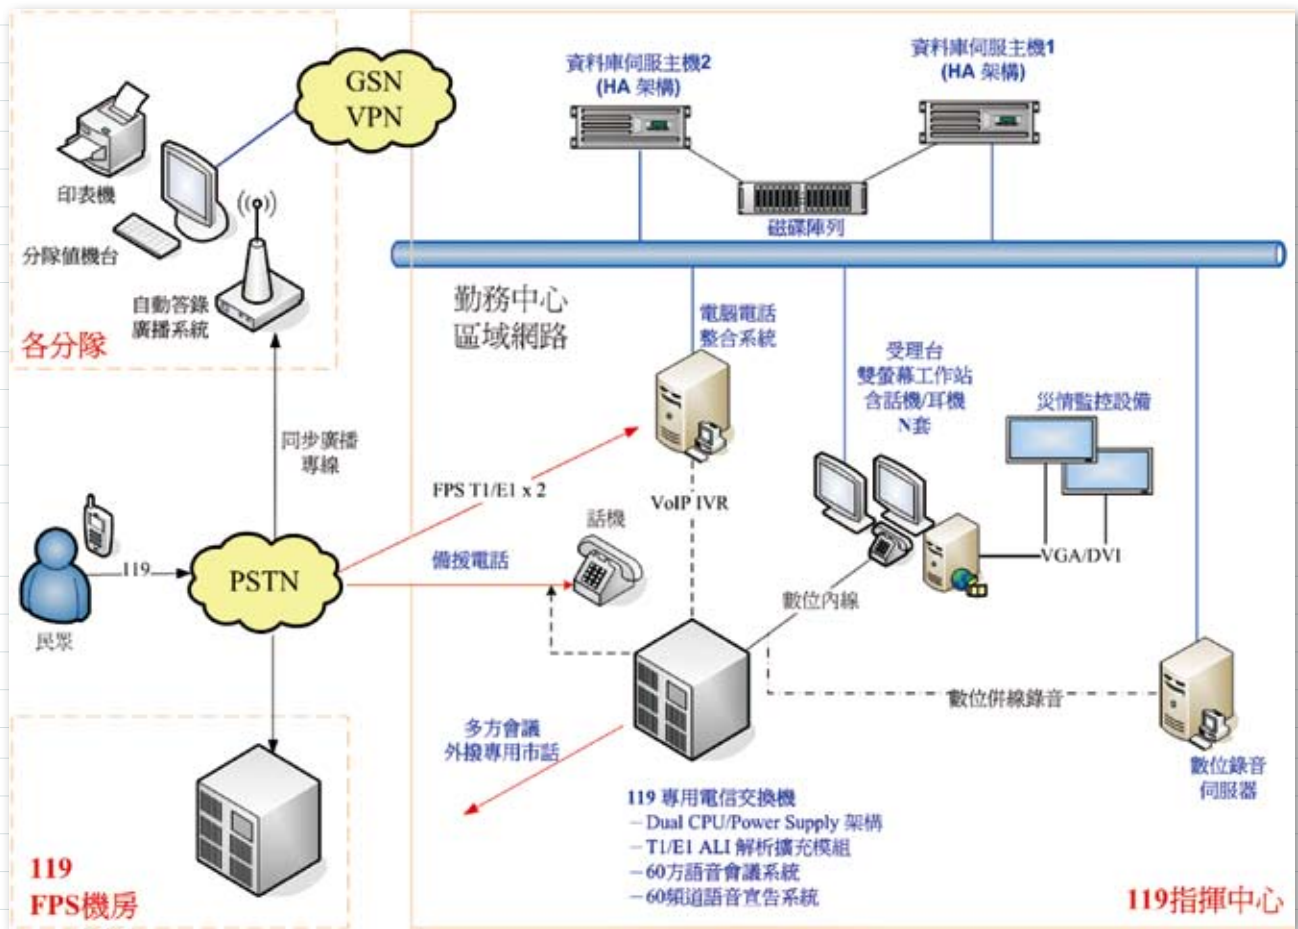 GSN
VPN
印表機
分隊值機台
自動答錄
廣播系統
各分隊
同步廣播
專線
119
PSTN
民眾
119
FPS機房
資料庫伺服主機2
(HA 架構)
資料庫伺服主機1
(HA 架構)
磁碟陣列
勤務中心
區域網路
電腦電話
整合系統
受理台
雙螢幕工作站
含話機/耳機
N套
災情監控設備
FPS T1/E1 x 2
VoIP IVR
話機
備援電話
VGA/DVI
數位內線
數位併線錄音
多方會議
外撥專用市話
數位錄音
伺服器
119 專用電信交換機
－Dual CPU/Power Supply 架構
－T1/E1 ALI 解析擴充模組
－60方語音會議系統
－60頻道語音宣告系統
119指揮中心